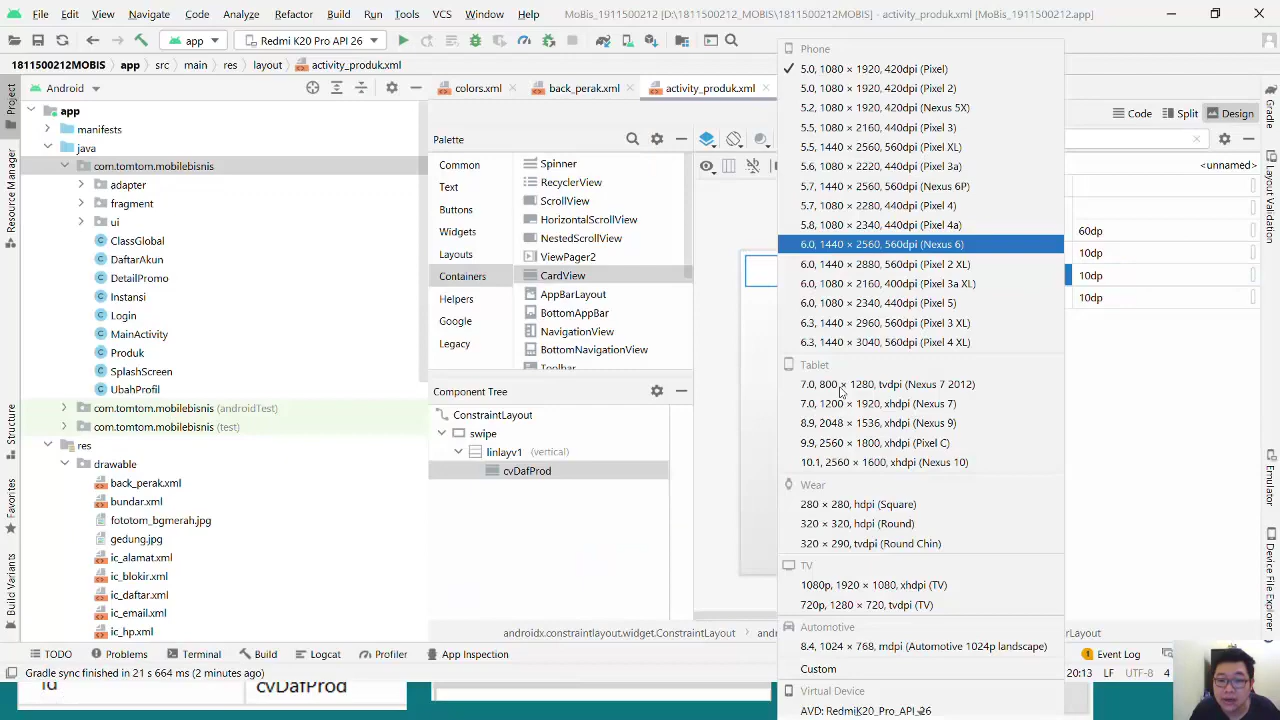 File Edit View Navigate Code Analyze Refactor Build Run Tools VCS Window Help MoBis_1911500212 [D:\1811500212_MOBIS\1811500212MOBIS] - activity_produk.xml [MoBis_1911500212.app]
app Redmi K20 Pro API 26
1811500212MOBIS app src main res layout activity_produk.xml
Project
Resource Manager
Structure
Favorites
Build Variants
Android
app
manifests
java
com.tomtom.mobilebisnis
adapter
fragment
ui
ClassGlobal
DaftarAkun
DetailPromo
Instansi
Login
MainActivity
Produk
SplashScreen
UbahProfil
com.tomtom.mobilebisnis (androidTest)
com.tomtom.mobilebisnis (test)
res
drawable
back_perak.xml
bundar.xml
fototom_bgmerah.jpg
gedung.jpg
ic_alamat.xml
ic_blokir.xml
ic_daftar.xml
ic_email.xml
ic_hp.xml
colors.xml back_perak.xml activity_produk.xml
Palette
Common
Text
Buttons
Widgets
Layouts
Containers
Helpers
Google
Legacy
Spinner
RecyclerView
ScrollView
HorizontalScrollView
NestedScrollView
ViewPager2
CardView
AppBarLayout
BottomAppBar
NavigationView
BottomNavigationView
Toolbar
Component Tree
ConstraintLayout
swipe
linlayv1 (vertical)
cvDafProd
Phone
5.0, 1080 × 1920, 420dpi (Pixel)
5.0, 1080 × 1920, 420dpi (Pixel 2)
5.2, 1080 × 1920, 420dpi (Nexus 5X)
5.5, 1080 × 2160, 440dpi (Pixel 3)
5.5, 1440 × 2560, 560dpi (Pixel XL)
5.6, 1080 × 2220, 440dpi (Pixel 3a)
5.7, 1440 × 2560, 560dpi (Nexus 6P)
5.7, 1080 × 2280, 440dpi (Pixel 4)
5.8, 1080 × 2340, 440dpi (Pixel 4a)
6.0, 1440 × 2560, 560dpi (Nexus 6)
6.0, 1440 × 2880, 560dpi (Pixel 2 XL)
6.0, 1080 × 2160, 400dpi (Pixel 3a XL)
6.0, 1080 × 2340, 440dpi (Pixel 5)
6.3, 1440 × 2960, 560dpi (Pixel 3 XL)
6.3, 1440 × 3040, 560dpi (Pixel 4 XL)
Tablet
7.0, 800 × 1280, tvdpi (Nexus 7 2012)
7.0, 1200 × 1920, xhdpi (Nexus 7)
8.9, 2048 × 1536, xhdpi (Nexus 9)
9.9, 2560 × 1800, xhdpi (Pixel C)
10.1, 2560 × 1600, xhdpi (Nexus 10)
Wear
280 × 280, hdpi (Square)
320 × 320, hdpi (Round)
320 × 290, tvdpi (Round Chin)
TV
1080p, 1920 × 1080, xhdpi (TV)
720p, 1280 × 720, tvdpi (TV)
Automotive
8.4, 1024 × 768, mdpi (Automotive 1024p landscape)
Custom
Virtual Device
AVD: RedmiK20_Pro_API_26
Code Split Design
<unnamed>
60dp
10dp
10dp
10dp
Gradle
Layout Validation
Emulator
Device File Explorer
androidx.constraintlayout.widget.ConstraintLayout
TODO Problems Terminal Build Logcat Profiler App Inspection Event Log
Gradle sync finished in 21 s 664 ms (2 minutes ago) 20:13 LF UTF-8 4
id cvDafProd